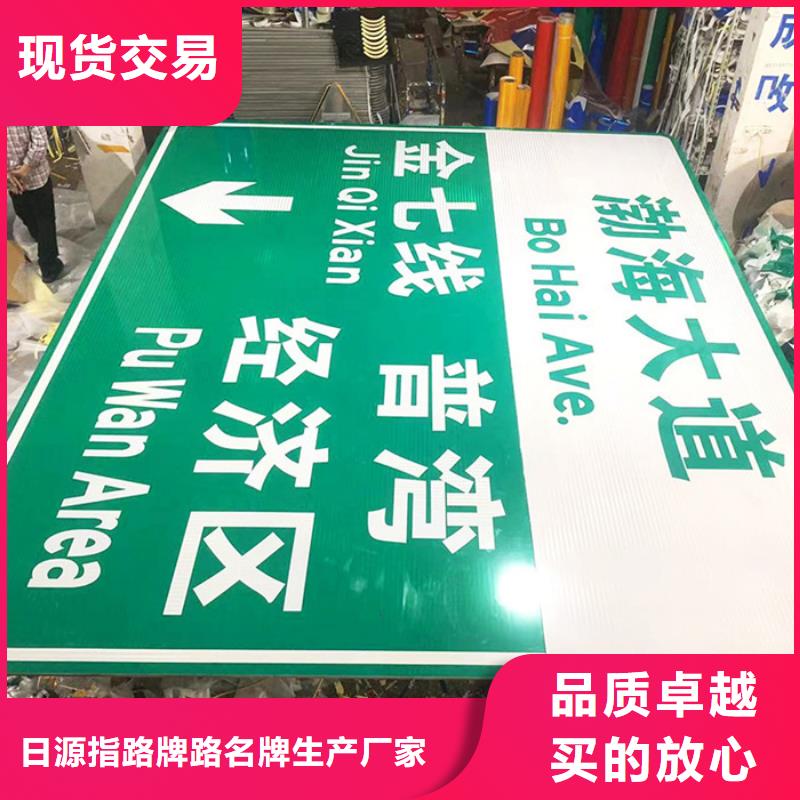 现货交易
成
改
渤海大道
Bo Hai Ave.
金七线 普湾
Jin Qi Xian
经济区
Pu Wan Area
品质卓越
买的放心
日源指路牌路名牌生产厂家